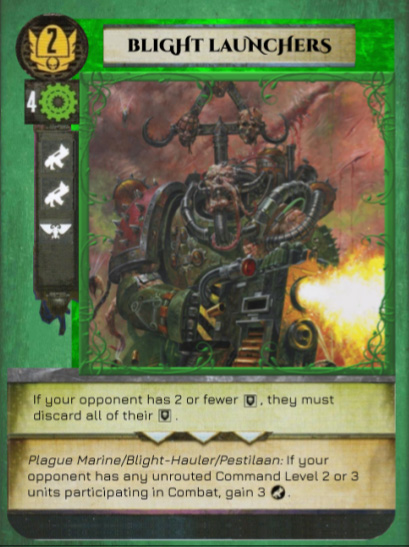 2
BLIGHT LAUNCHERS
4
If your opponent has 2 or fewer , they must
discard all of their .
Plague Marine/Blight-Hauler/Pestilaan: If your
opponent has any unrouted Command Level 2 or 3
units participating in Combat, gain 3 .